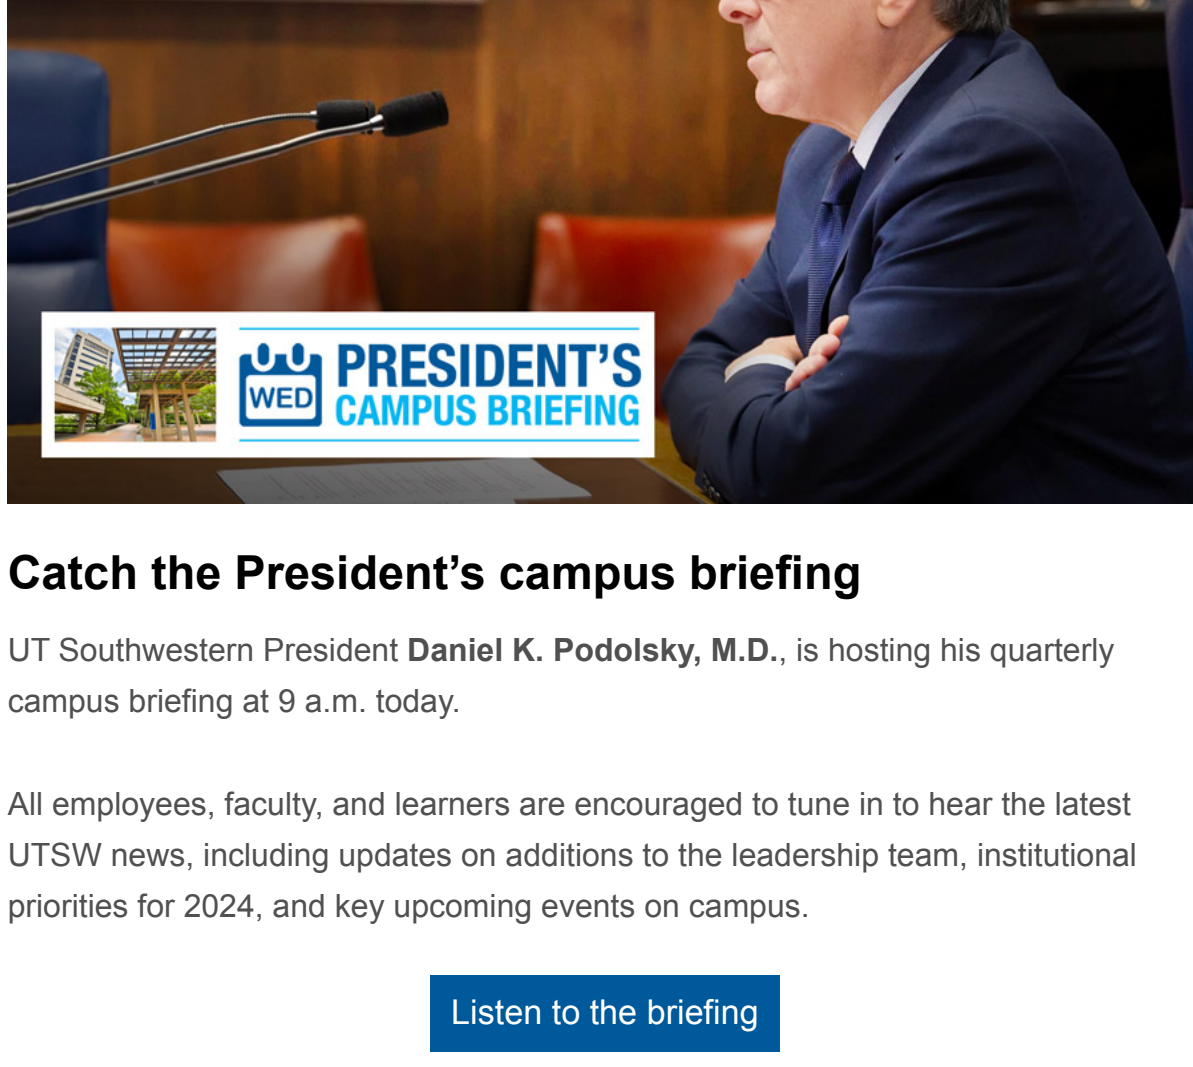 WED
PRESIDENT’S
CAMPUS BRIEFING
Catch the President’s campus briefing
UT Southwestern President Daniel K. Podolsky, M.D., is hosting his quarterly
campus briefing at 9 a.m. today.
All employees, faculty, and learners are encouraged to tune in to hear the latest
UTSW news, including updates on additions to the leadership team, institutional
priorities for 2024, and key upcoming events on campus.
Listen to the briefing